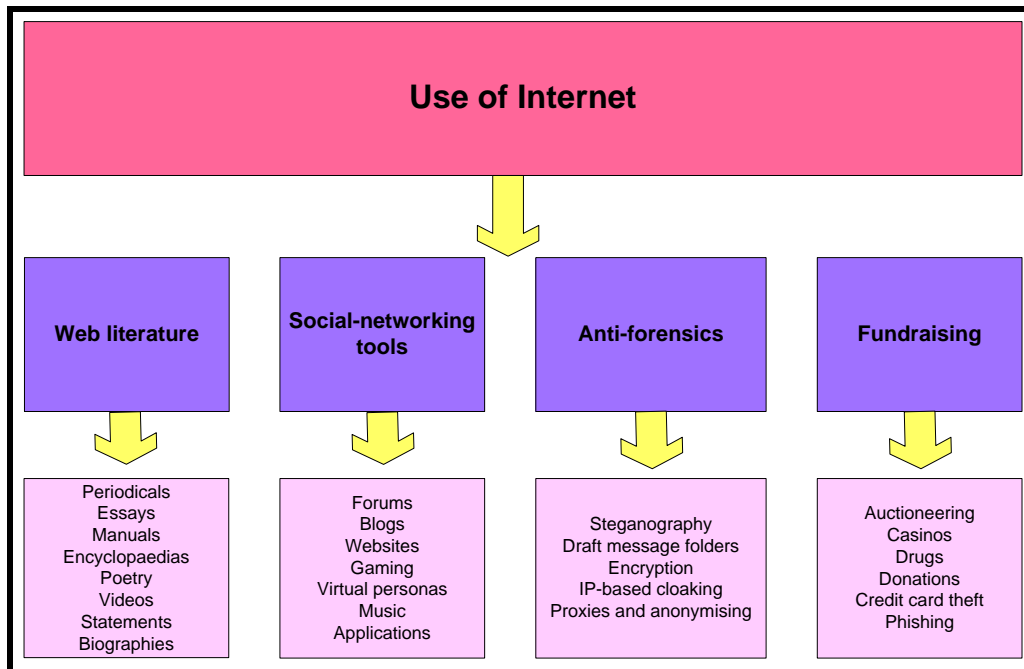 Use of Internet
Web literature
Social-networking
tools
Anti-forensics
Fundraising
Periodicals
Essays
Manuals
Encyclopaedias
Poetry
Videos
Statements
Biographies
Forums
Blogs
Websites
Gaming
Virtual personas
Music
Applications
Steganography
Draft message folders
Encryption
IP-based cloaking
Proxies and anonymising
Auctioneering
Casinos
Drugs
Donations
Credit card theft
Phishing